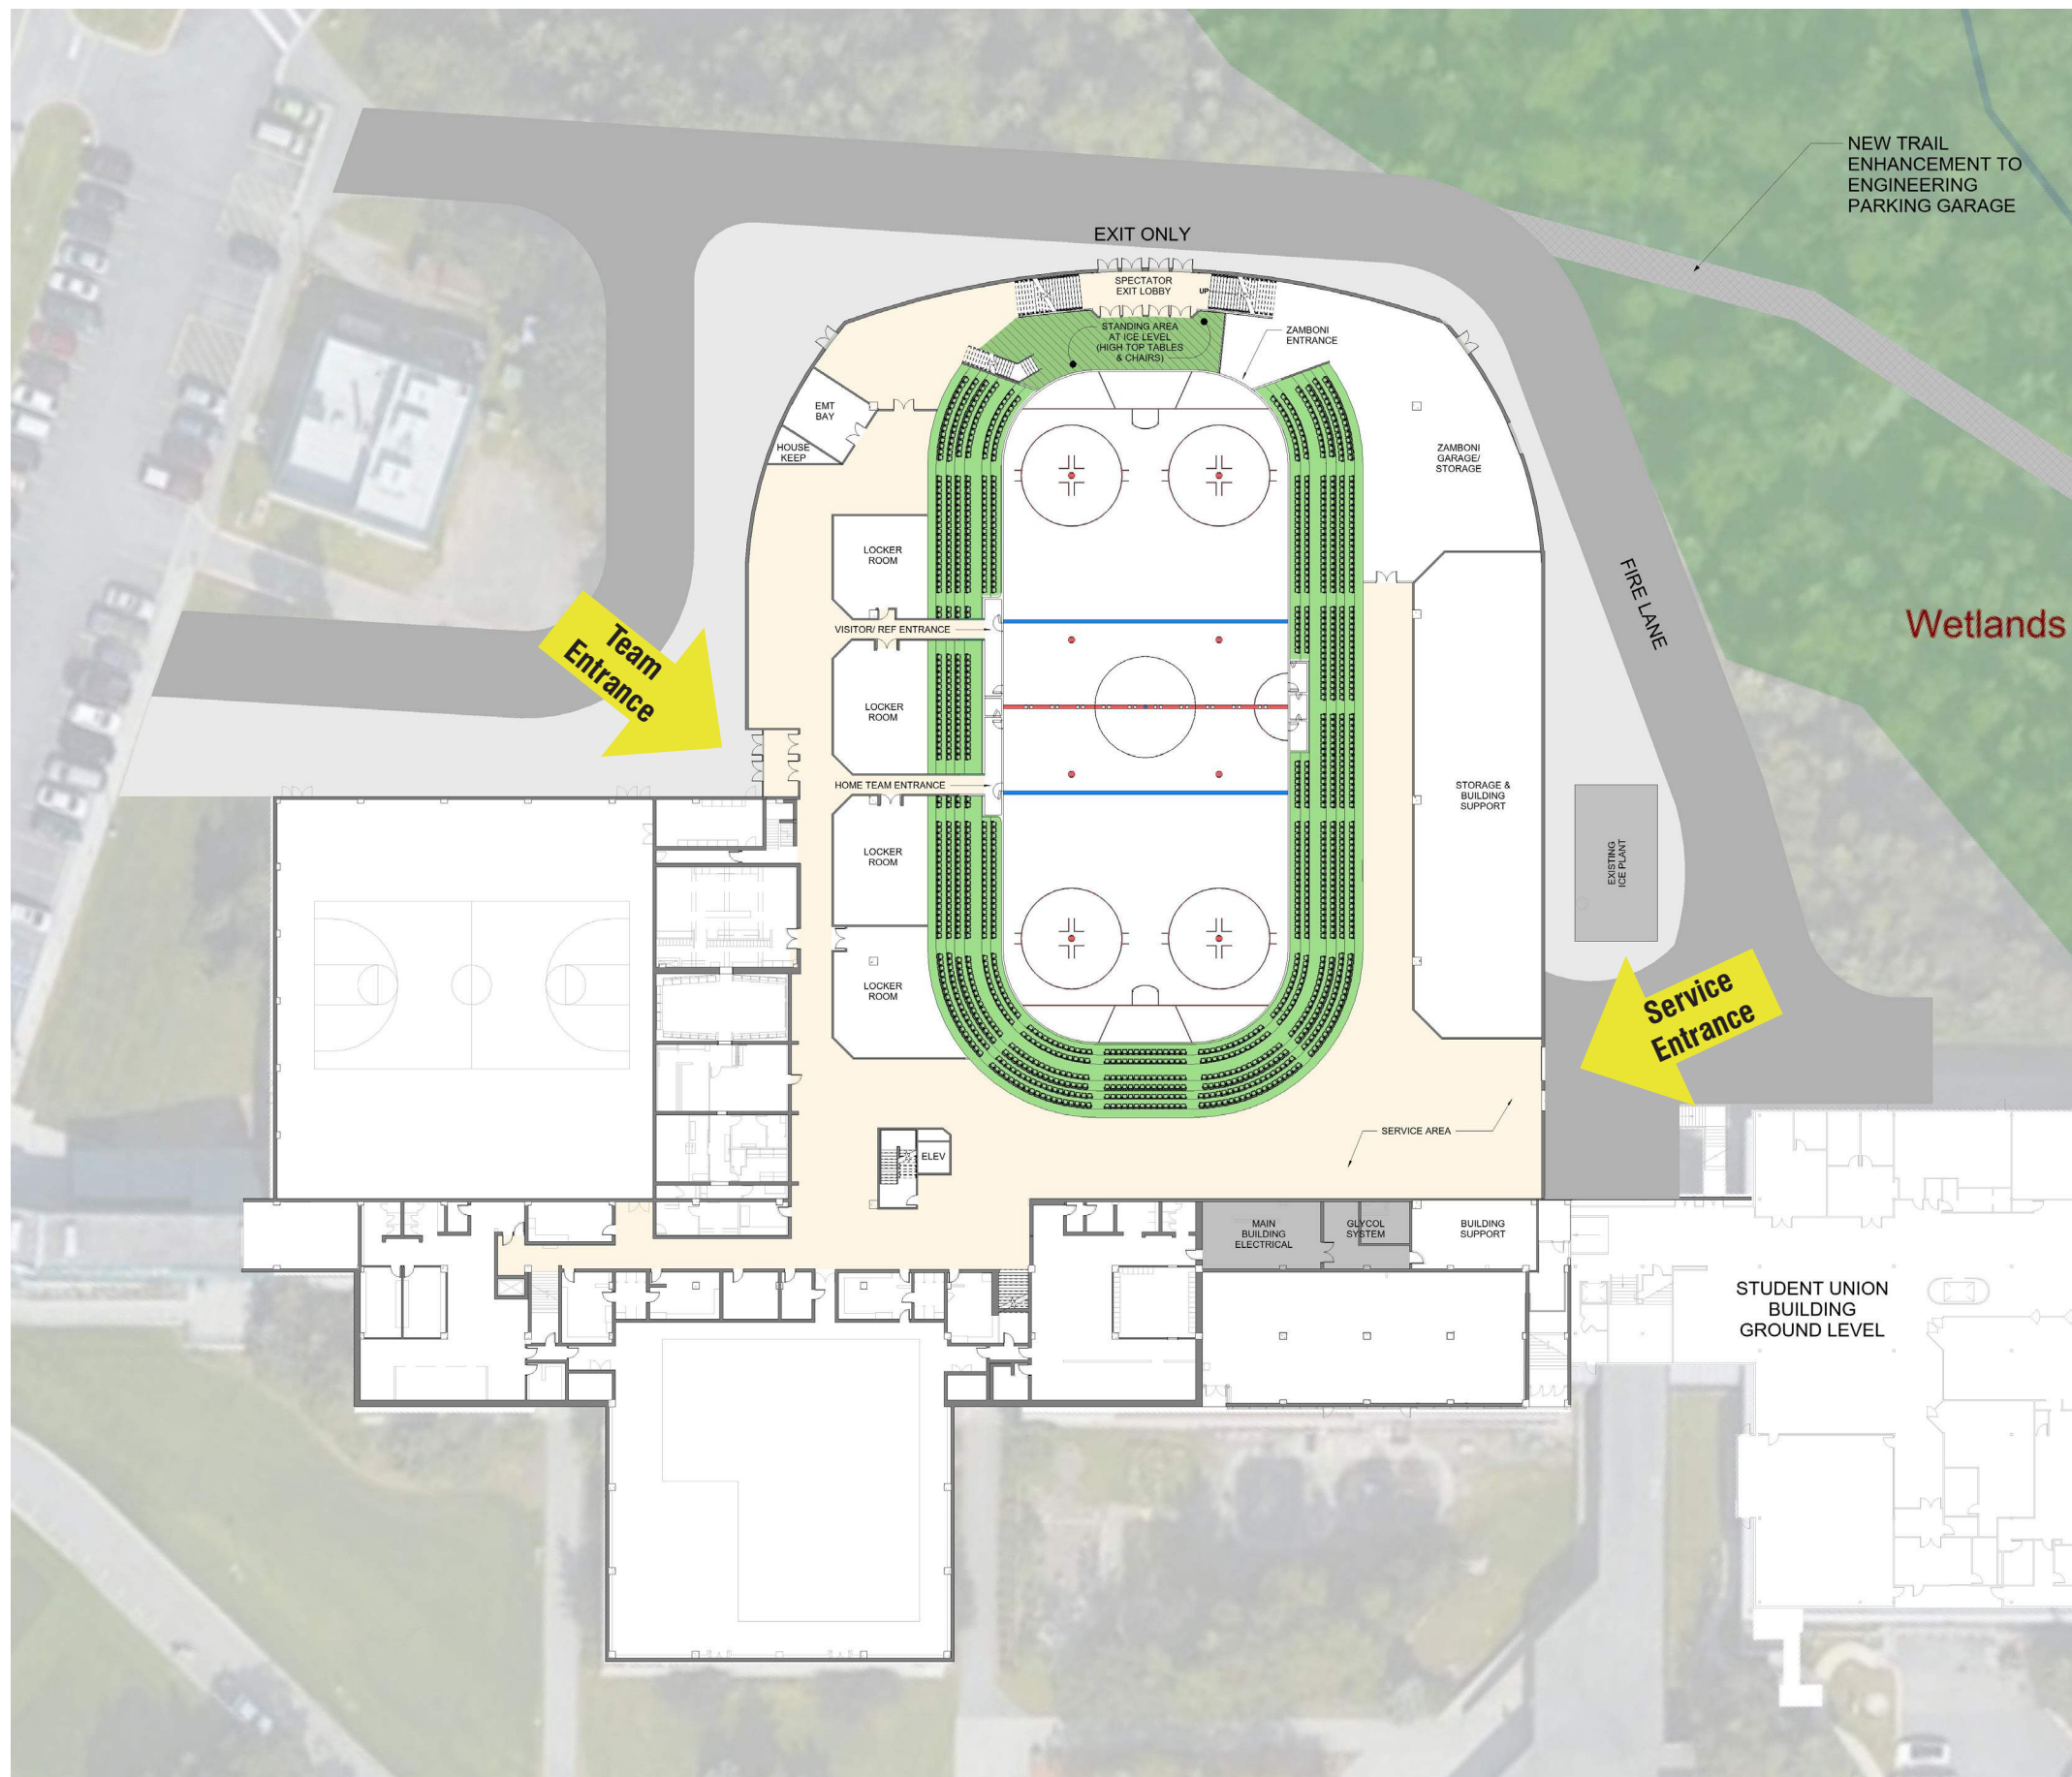 NEW TRAIL
ENHANCEMENT TO
ENGINEERING
PARKING GARAGE
EXIT ONLY
SPECTATOR
EXIT LOBBY
UP
STANDING AREA
AT ICE LEVEL
(HIGH TOP TABLES
& CHAIRS)
ZAMBONI
ENTRANCE
EMT
BAY
HOUSE
KEEP
ZAMBONI
GARAGE/
STORAGE
LOCKER
ROOM
FIRE LANE
Wetlands
VISITOR/ REF ENTRANCE
Team
Entrance
LOCKER
ROOM
HOME TEAM ENTRANCE
STORAGE &
BUILDING
SUPPORT
LOCKER
ROOM
EXISTING
ICE PLANT
LOCKER
ROOM
Service
Entrance
SERVICE AREA
ELEV
MAIN
BUILDING
ELECTRICAL
GLYCOL
SYSTEM
BUILDING
SUPPORT
STUDENT UNION
BUILDING
GROUND LEVEL